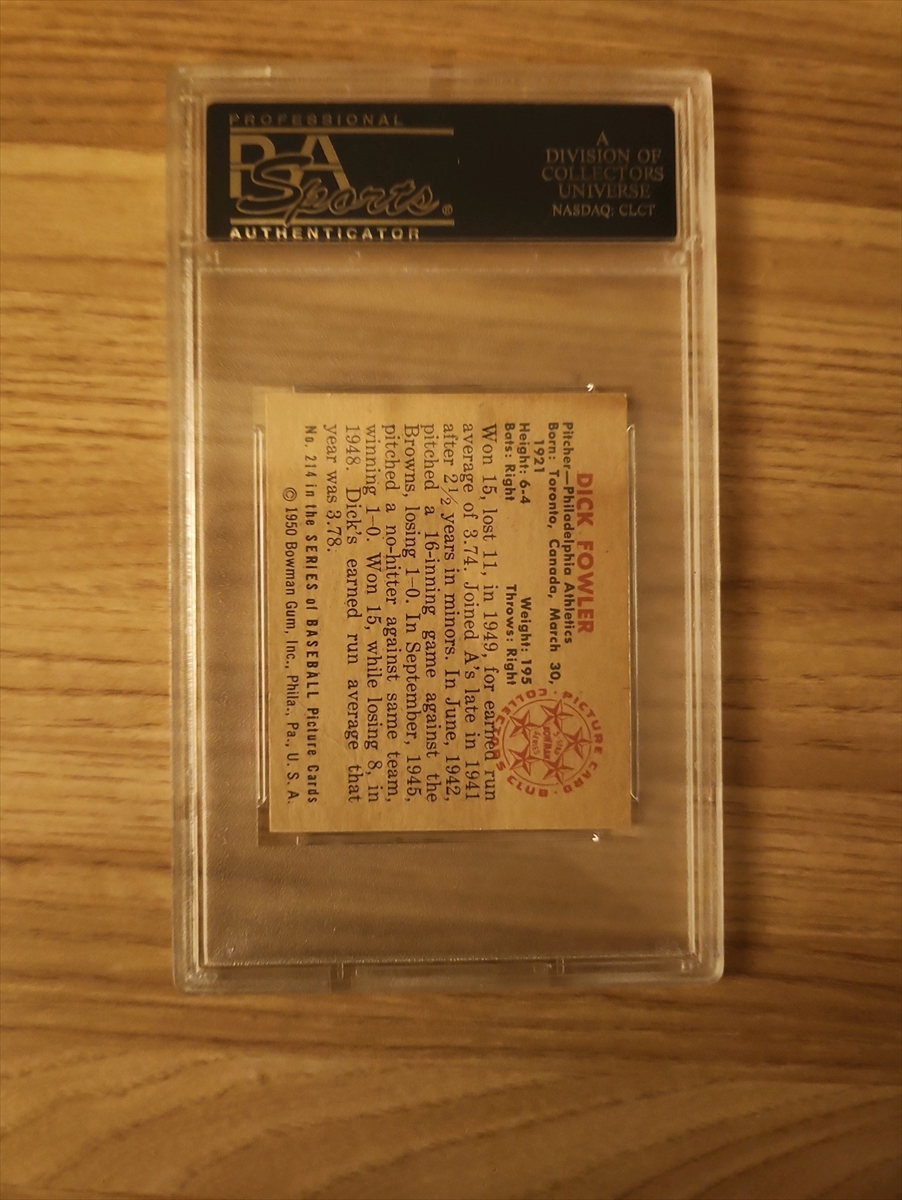 PROFESSIONAL
PSA
Sports®
AUTHENTICATOR
A
DIVISION OF
COLLECTORS
UNIVERSE
NASDAQ: CLCT
DICK FOWLER
Pitcher—Philadelphia Athletics
Born: Toronto, Canada, March 30,
1921
Height: 6-4 Weight: 195
Bats: Right Throws: Right
Won 15, lost 11, in 1949, for earned run
average of 3.74. Joined A's late in 1941
after 2½ years in minors. In June, 1942,
pitched a 16-inning game against the
Browns, losing 1–0. In September, 1945,
pitched a no-hitter against same team,
winning 1–0. Won 15, while losing 8, in
1948. Dick's earned run average that
year was 3.78.
No. 214 in the SERIES of BASEBALL Picture Cards
© 1950 Bowman Gum, Inc., Phila., Pa., U. S. A.
PICTURE CARD
COLLECTORS CLUB
BOWMAN